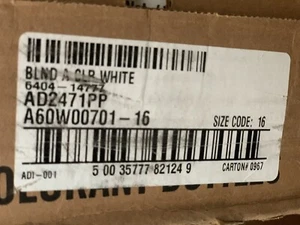 BLND A CLR WHITE
6404-14777
AD2471PP
A60W00701-16
SIZE CODE: 16
ADI-001
5 00 35777 82124 9
CARTON# 0967